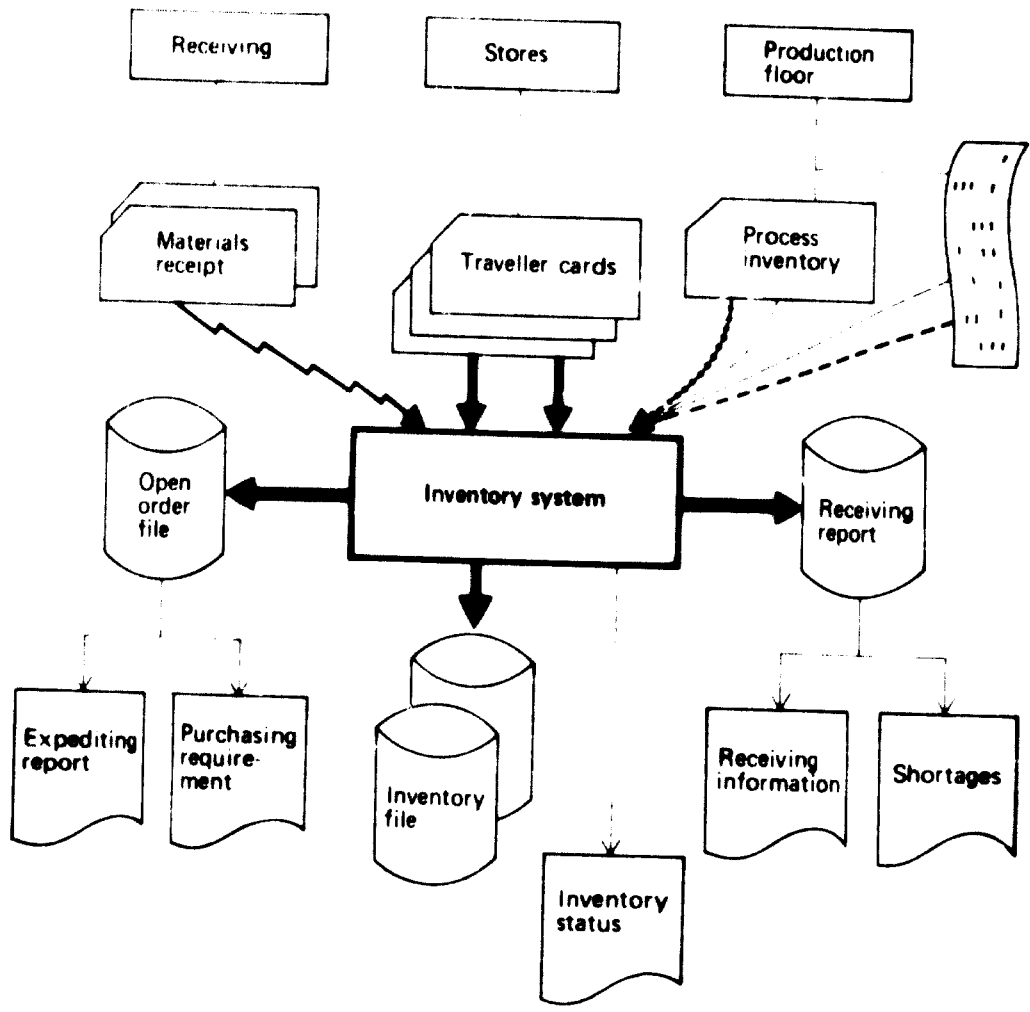 Receiving
Stores
Production
floor
Materials
receipt
Traveller cards
Process
inventory
Open
order
file
Inventory system
Receiving
report
Expediting
report
Purchasing
require-
ment
Inventory
file
Receiving
information
Shortages
Inventory
status